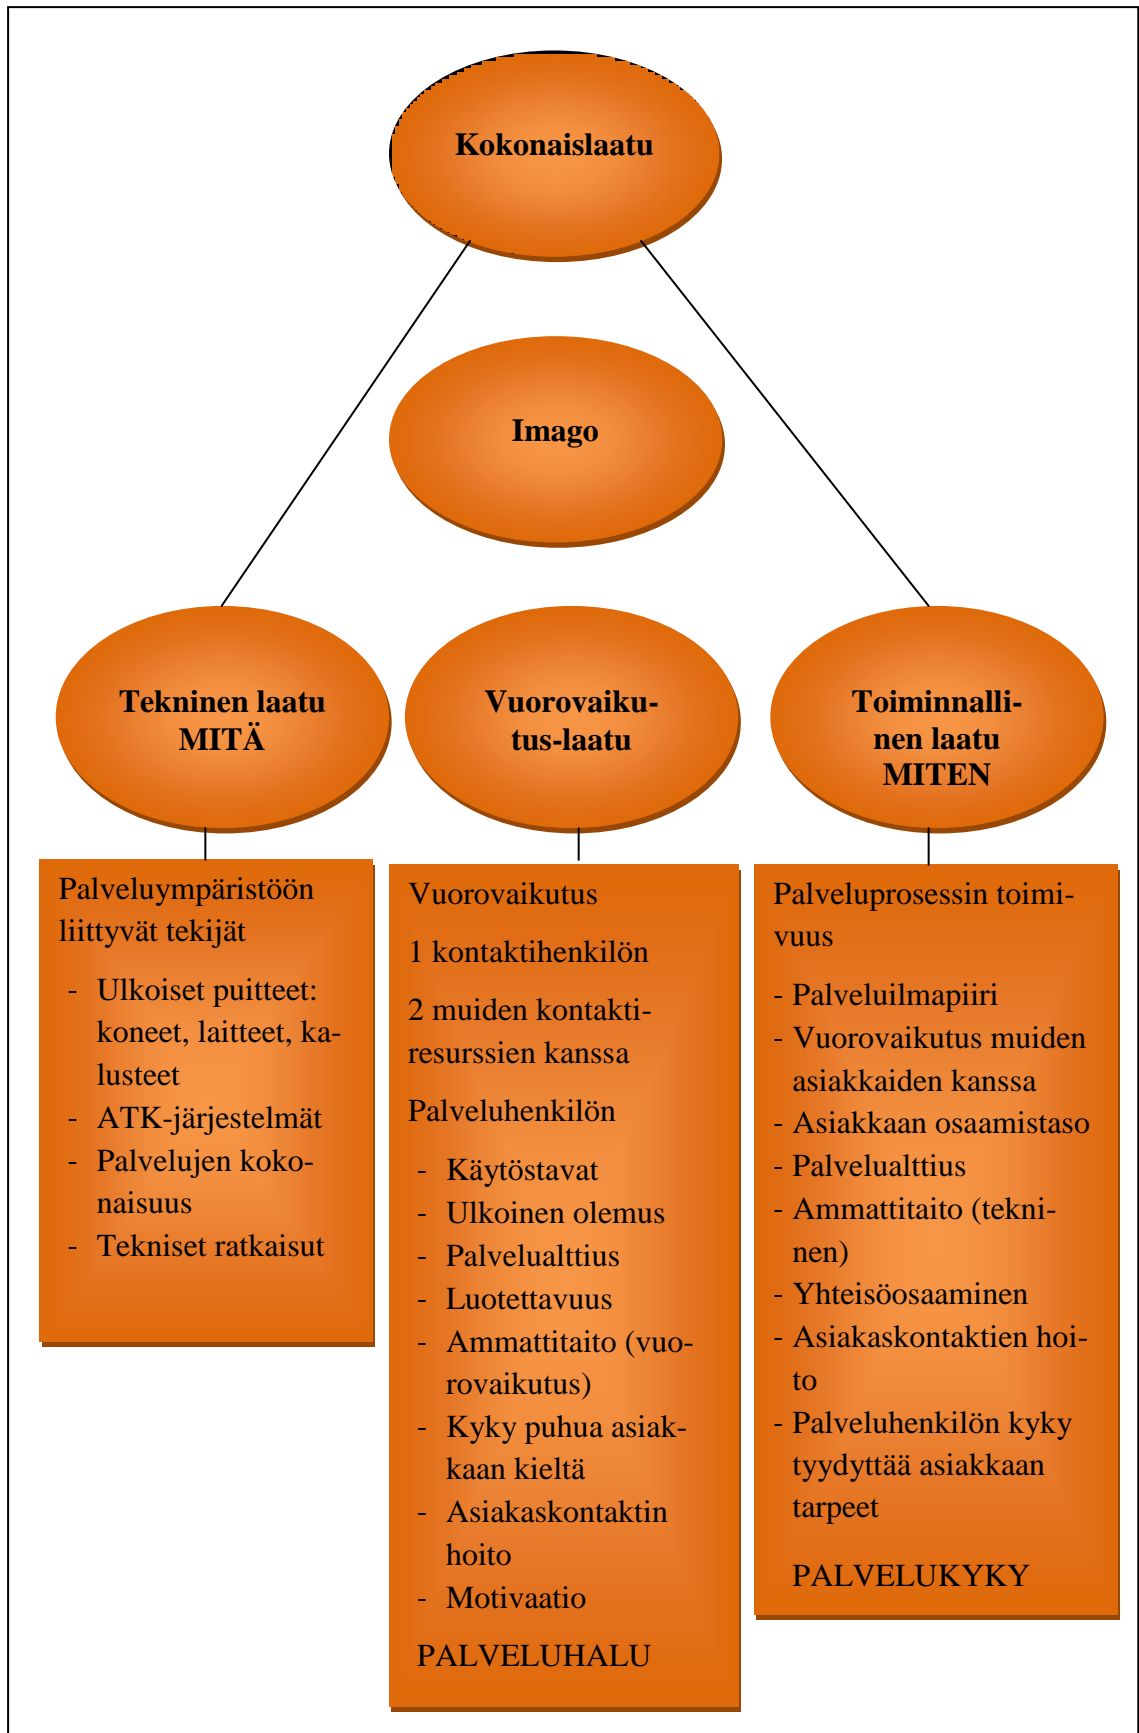 Kokonaislaatu
Imago
Tekninen laatu
MITÄ
Vuorovaiku-
tus-laatu
Toiminnalli-
nen laatu
MITEN
Palveluympäristöön
liittyvät tekijät
- Ulkoiset puitteet:
koneet, laitteet, ka-
lusteet
- ATK-järjestelmät
- Palvelujen koko-
naisuus
- Tekniset ratkaisut
Vuorovaikutus
1 kontaktihenkilön
2 muiden kontakti-
resurssien kanssa
Palveluhenkilön
- Käytöstavat
- Ulkoinen olemus
- Palvelualttius
- Luotettavuus
- Ammattitaito (vuo-
rovaikutus)
- Kyky puhua asiak-
kaan kieltä
- Asiakaskontaktin
hoito
- Motivaatio
PALVELUHALU
Palveluprosessin toimi-
vuus
- Palveluilmapiiri
- Vuorovaikutus muiden
asiakkaiden kanssa
- Asiakkaan osaamistaso
- Palvelualttius
- Ammattitaito (tekni-
nen)
- Yhteisöosaaminen
- Asiakaskontaktien hoi-
to
- Palveluhenkilön kyky
tyydyttää asiakkaan
tarpeet
PALVELUKYKY